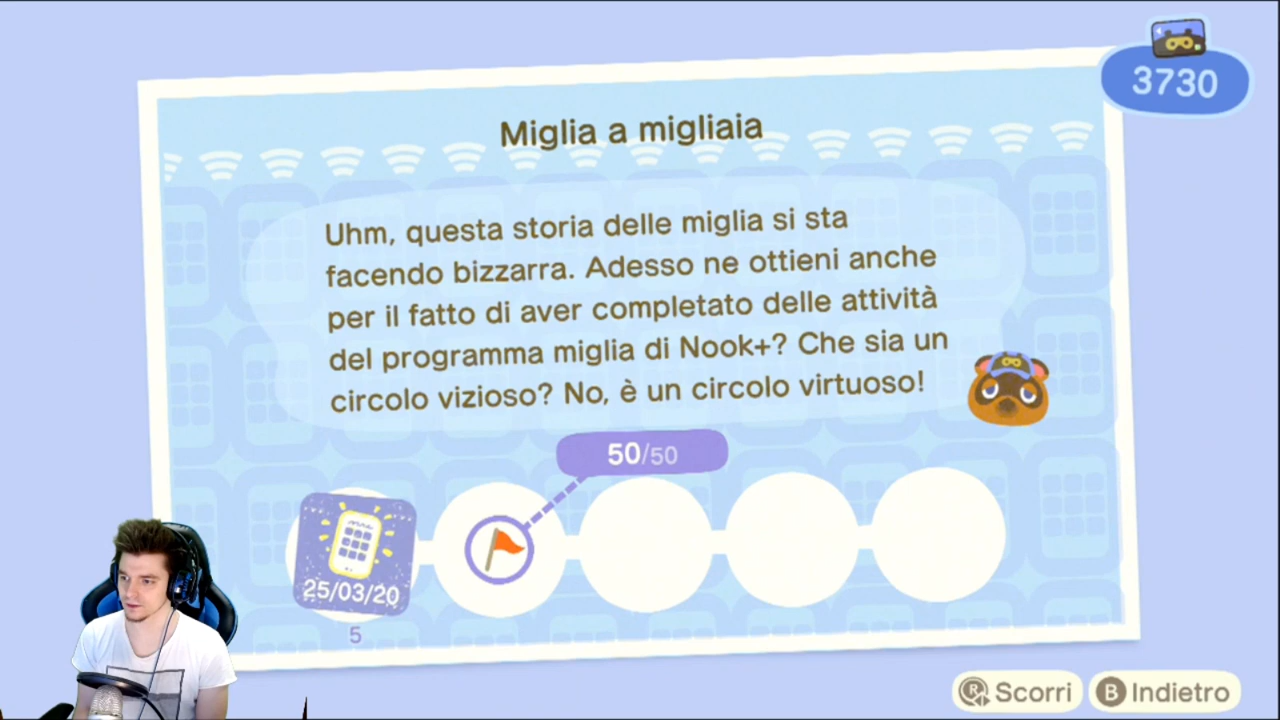 3730
Miglia a migliaia
Uhm, questa storia delle miglia si sta
facendo bizzarra. Adesso ne ottieni anche
per il fatto di aver completato delle attività
del programma miglia di Nook+? Che sia un
circolo vizioso? No, è un circolo virtuoso!
50/50
25/03/20
5
R Scorri
B Indietro